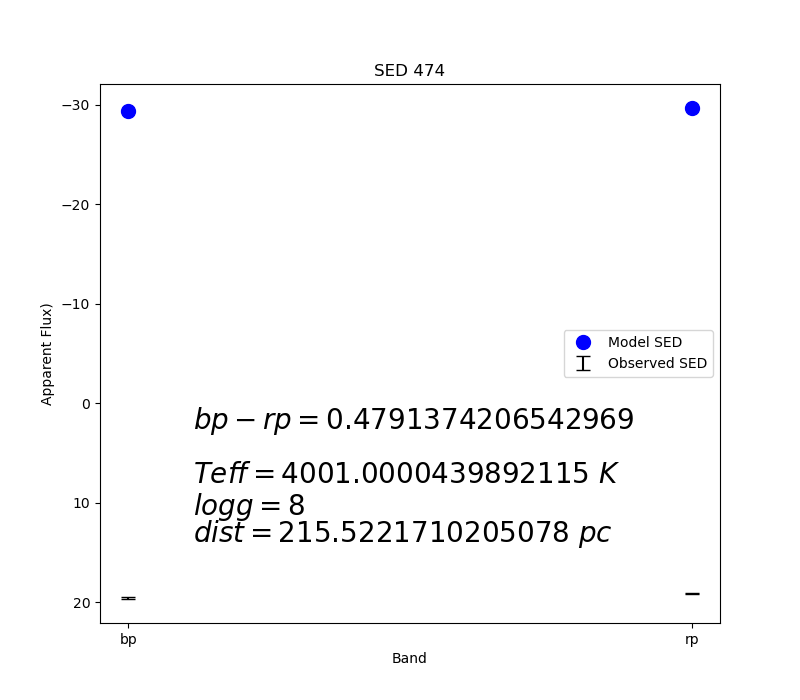 SED 474
Apparent Flux)
−30
−20
−10
0
10
20
Model SED
Observed SED
bp − rp = 0.4791374206542969
Teff = 4001.0000439892115 K
logg = 8
dist = 215.5221710205078 pc
bp
rp
Band